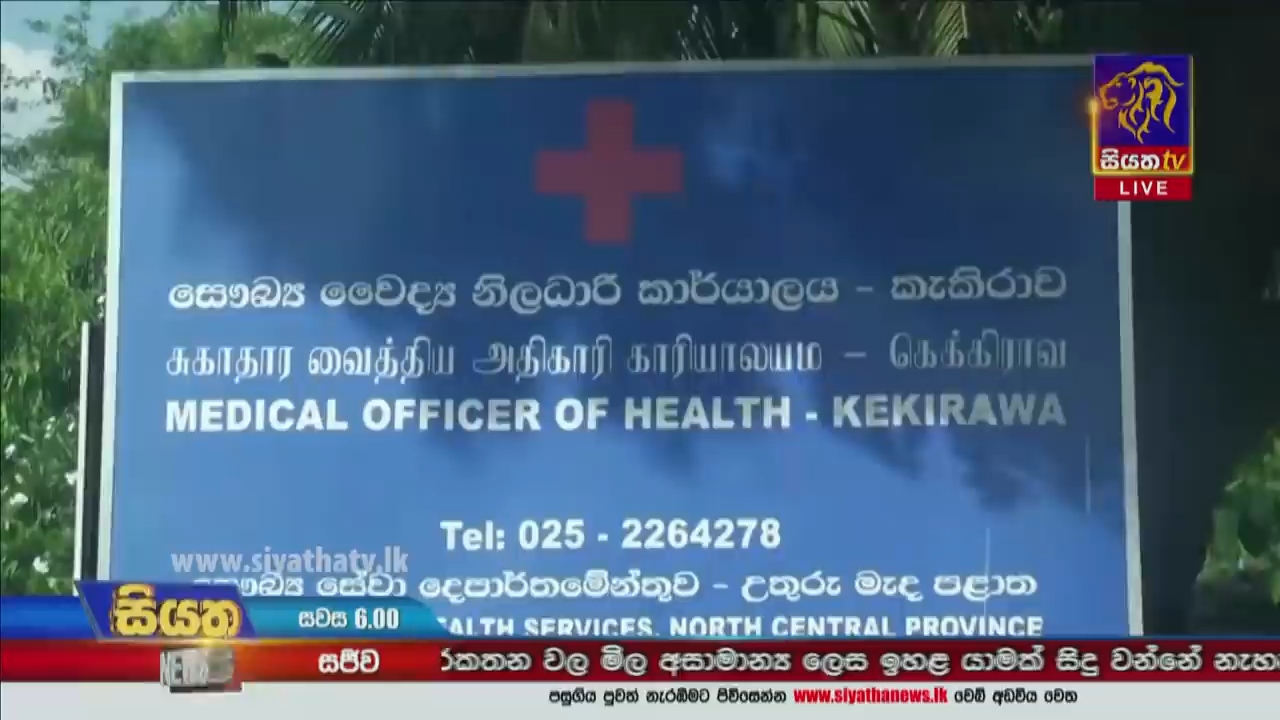 සියත tv
LIVE
සෞඛ්‍ය වෛද්‍ය නිලධාරී කාර්යාලය - කැකිරාව
சுகாதார வைத்திய அதிகாரி காரியாலயம - கெக்கிராவ
MEDICAL OFFICER OF HEALTH - KEKIRAWA
Tel: 025 - 2264278
www.siyathatv.lk
සෞඛ්‍ය සේවා දෙපාර්තමේන්තුව - උතුරු මැද පළාත
සියත
සවස 6.00
HEALTH SERVICES, NORTH CENTRAL PROVINCE
NEWS
සජීව
වල මිල අසාමාන්‍ය ලෙස ඉහළ යාමක් සිදු වන්නේ
පසුගිය පුවත් නැරඹීමට පිවිසෙන්න www.siyathanews.lk වෙබ් අඩවිය වෙත